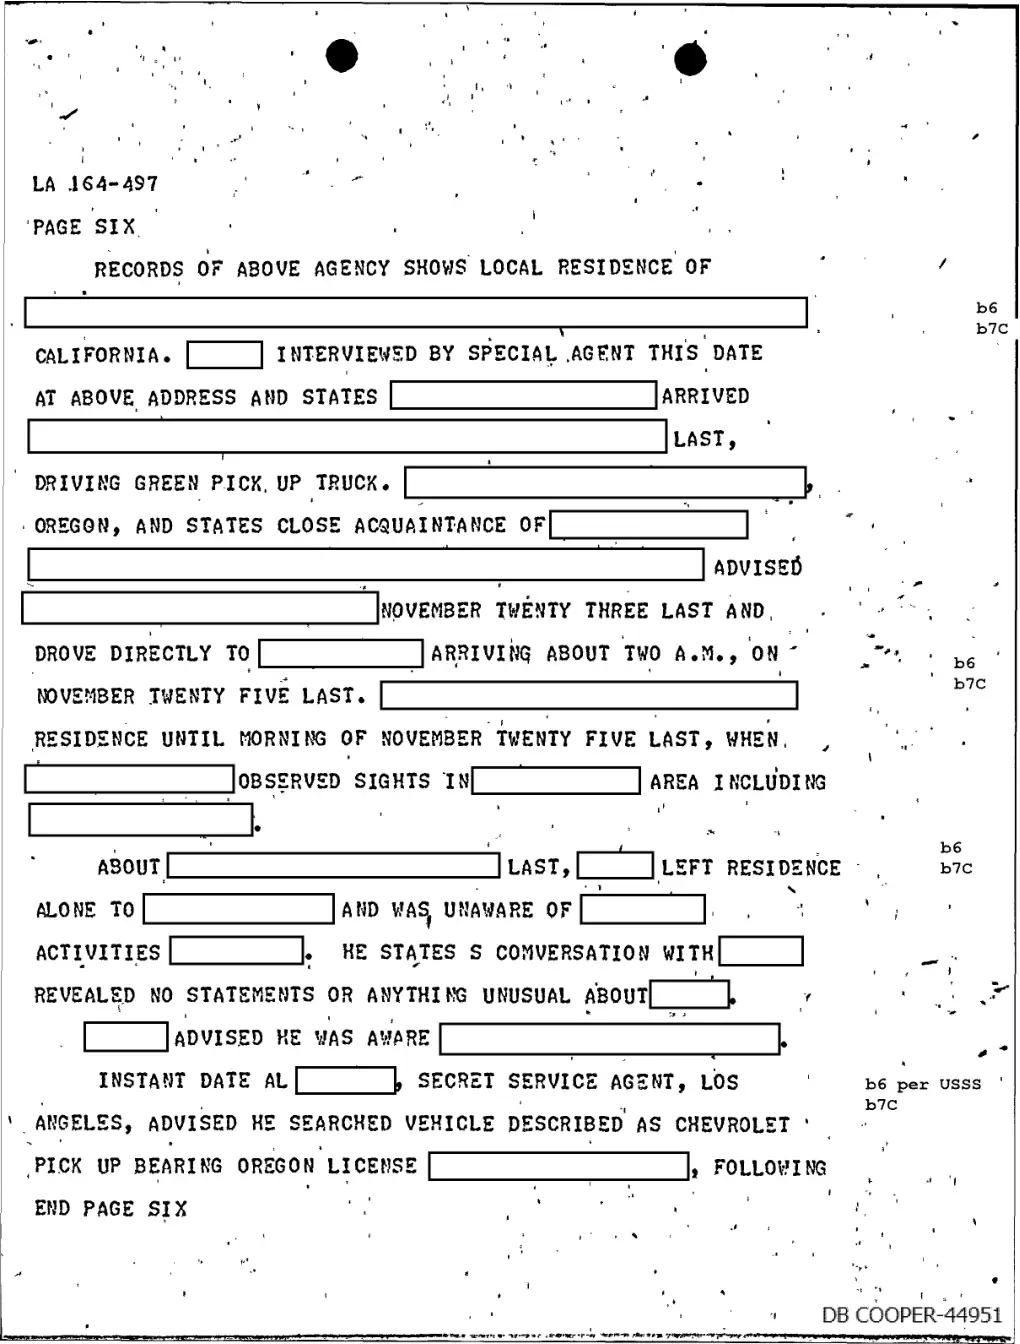 LA 164-497
PAGE SIX
RECORDS OF ABOVE AGENCY SHOWS LOCAL RESIDENCE OF
b6
b7C
CALIFORNIA. INTERVIEWED BY SPECIAL AGENT THIS DATE
AT ABOVE ADDRESS AND STATES ARRIVED
LAST,
DRIVING GREEN PICK UP TRUCK. ,
OREGON, AND STATES CLOSE ACQUAINTANCE OF
ADVISED
NOVEMBER TWENTY THREE LAST AND
DROVE DIRECTLY TO ARRIVING ABOUT TWO A.M., ON
b6
b7C
NOVEMBER TWENTY FIVE LAST.
RESIDENCE UNTIL MORNING OF NOVEMBER TWENTY FIVE LAST, WHEN
OBSERVED SIGHTS IN AREA INCLUDING
.
b6
b7C
ABOUT LAST, LEFT RESIDENCE
ALONE TO AND WAS UNAWARE OF
ACTIVITIES . HE STATES S COMVERSATION WITH
REVEALED NO STATEMENTS OR ANYTHING UNUSUAL ABOUT .
ADVISED HE WAS AWARE .
INSTANT DATE AL , SECRET SERVICE AGENT, LOS
b6 per USSS
b7C
ANGELES, ADVISED HE SEARCHED VEHICLE DESCRIBED AS CHEVROLET
PICK UP BEARING OREGON LICENSE , FOLLOWING
END PAGE SIX
DB COOPER-44951